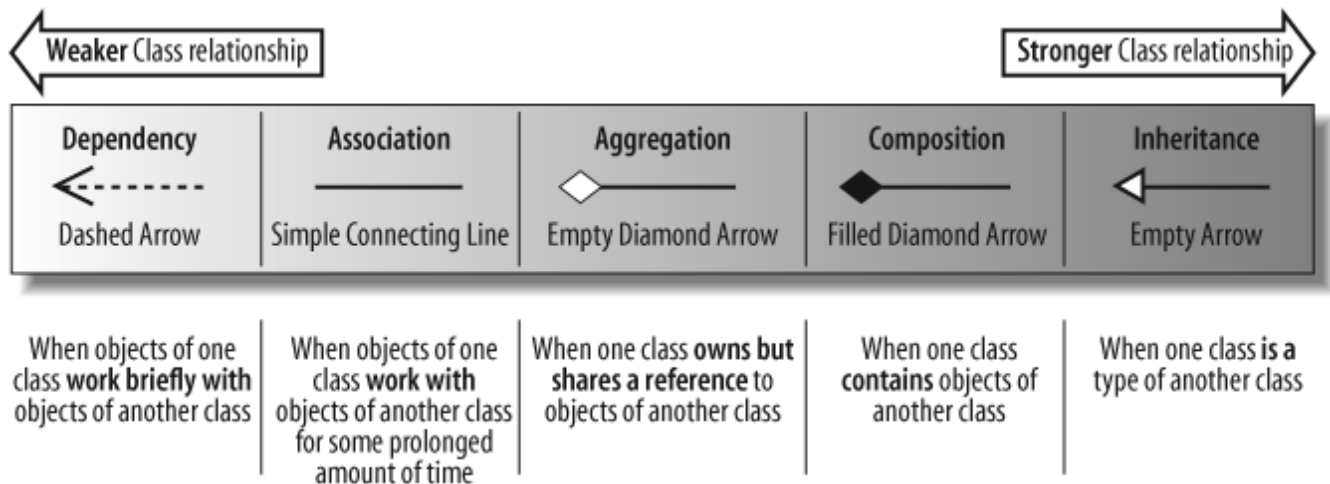 Weaker Class relationship
Stronger Class relationship
Dependency
Association
Aggregation
Composition
Inheritance
Dashed Arrow
Simple Connecting Line
Empty Diamond Arrow
Filled Diamond Arrow
Empty Arrow
When objects of one
class work briefly with
objects of another class
When objects of one
class work with
objects of another class
for some prolonged
amount of time
When one class owns but
shares a reference to
objects of another class
When one class
contains objects of
another class
When one class is a
type of another class